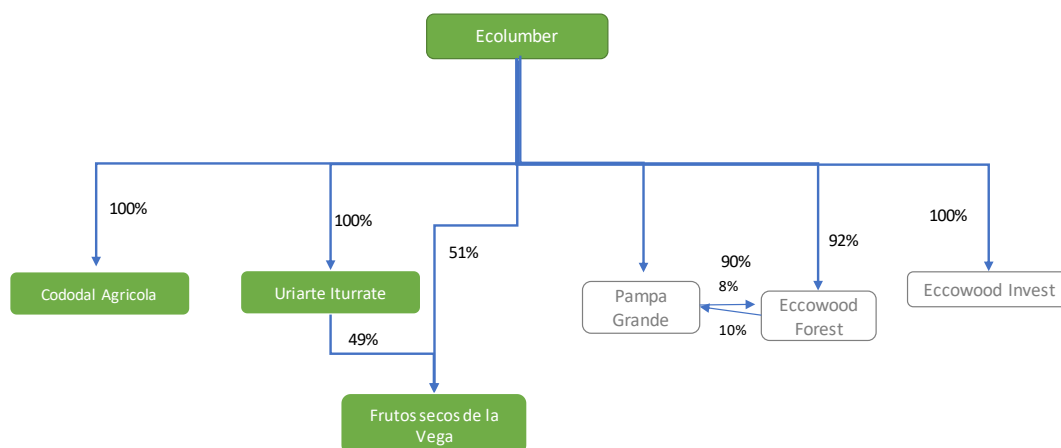 Ecolumber
100%
100%
51%
90%
92%
100%
Cododal Agricola
Uriarte Iturrate
Pampa
Grande
8%
10%
Eccowood
Forest
Eccowood Invest
49%
Frutos secos de la
Vega